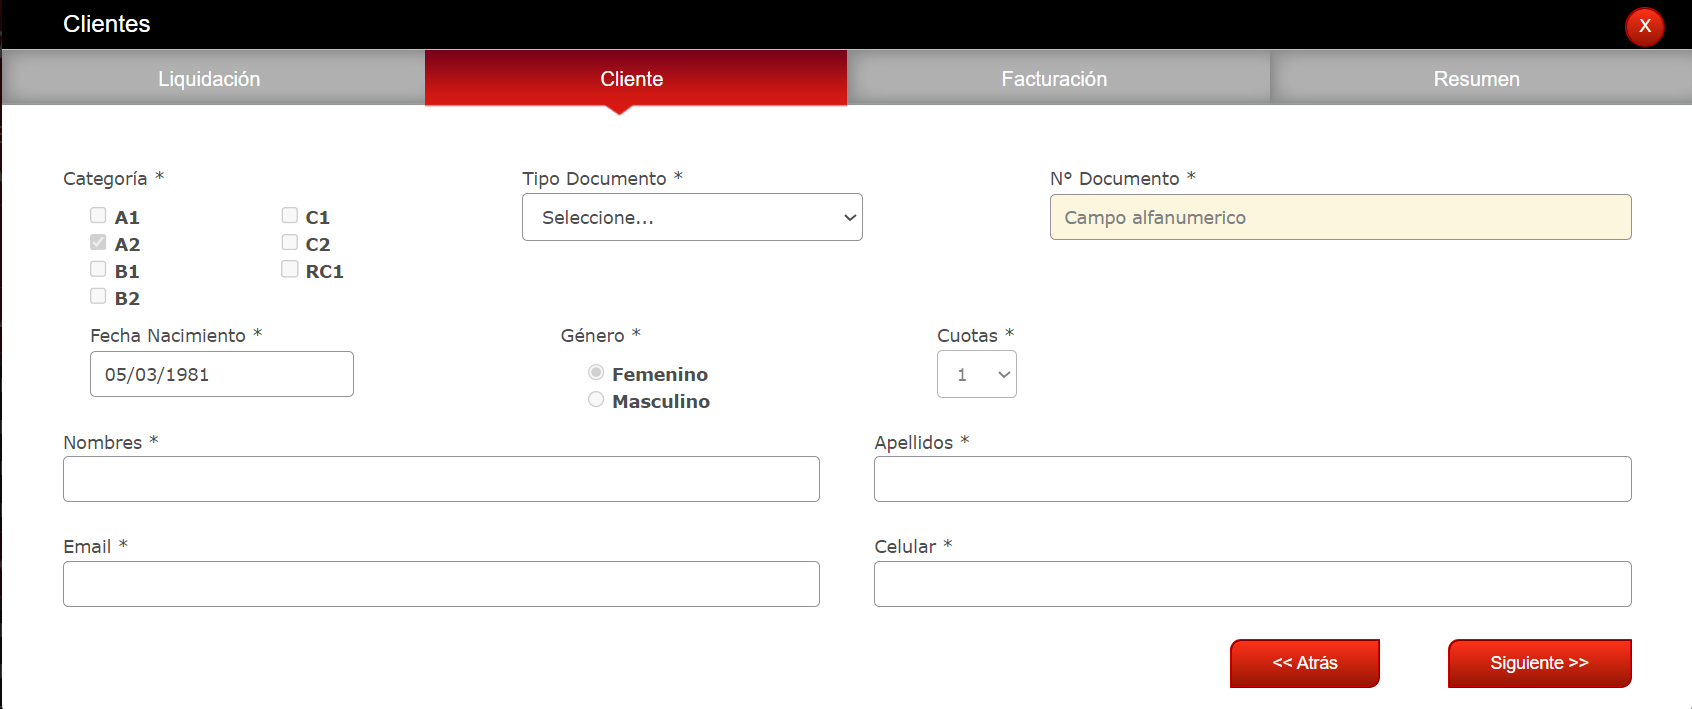 Clientes
X
Liquidación
Cliente
Facturación
Resumen
Categoría *
Tipo Documento *
N° Documento *
A1
C1
Seleccione...
Campo alfanumerico
A2
C2
B1
RC1
B2
Fecha Nacimiento *
Género *
Cuotas *
05/03/1981
Femenino
1
Masculino
Nombres *
Apellidos *
Email *
Celular *
<< Atrás
Siguiente >>